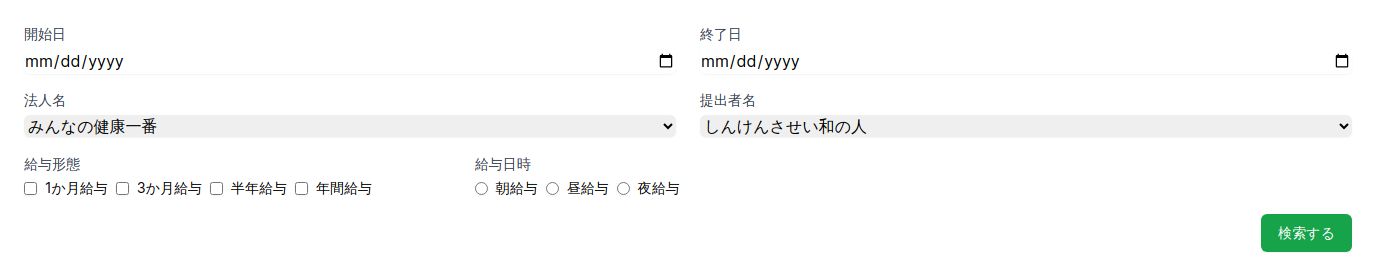 開始日
終了日
mm/dd/yyyy
mm/dd/yyyy
法人名
提出者名
みんなの健康一番
しんけんさせい和の人
給与形態
給与日時
1か月給与 3か月給与 半年給与 年間給与
朝給与 昼給与 夜給与
検索する